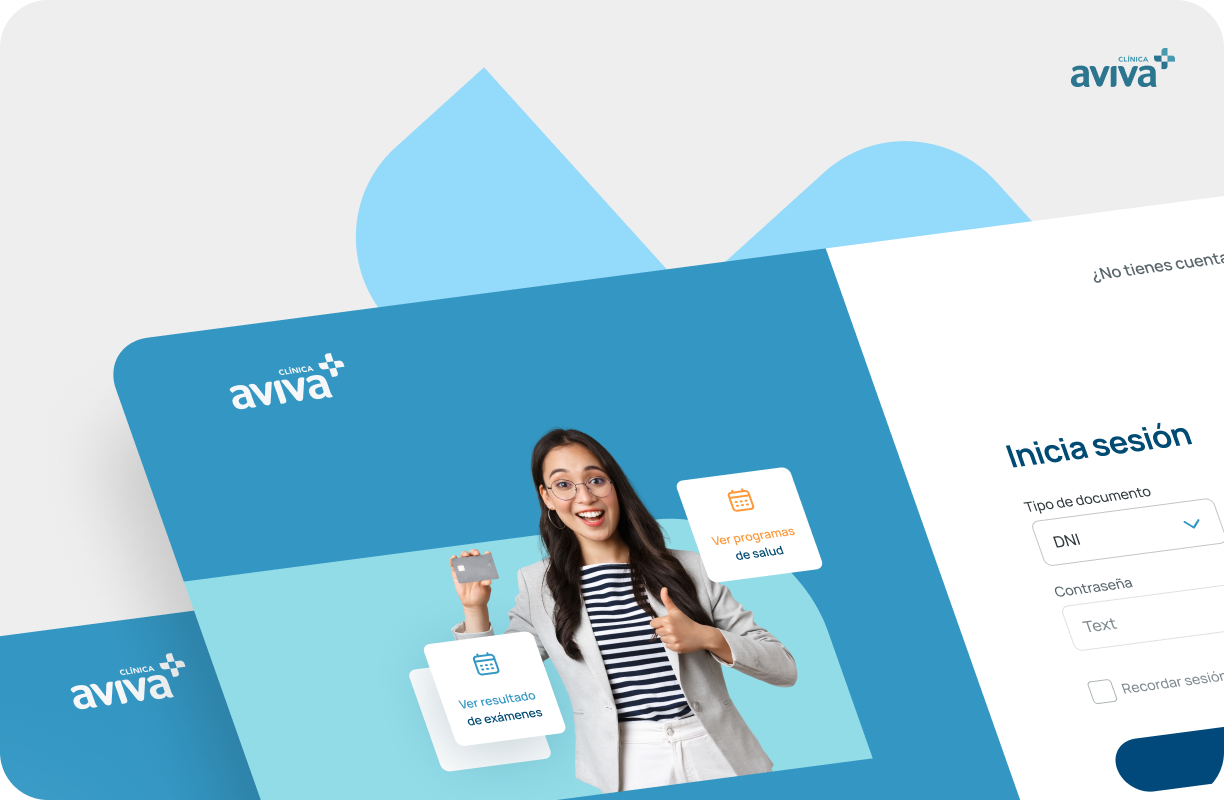 CLÍNICA
aviva
¿No tienes cuenta
CLÍNICA
aviva
Inicia sesión
Tipo de documento
DNI
Contraseña
Text
Recordar sesión
Ver programas
de salud
Ver resultado
de exámenes
CLÍNICA
aviva